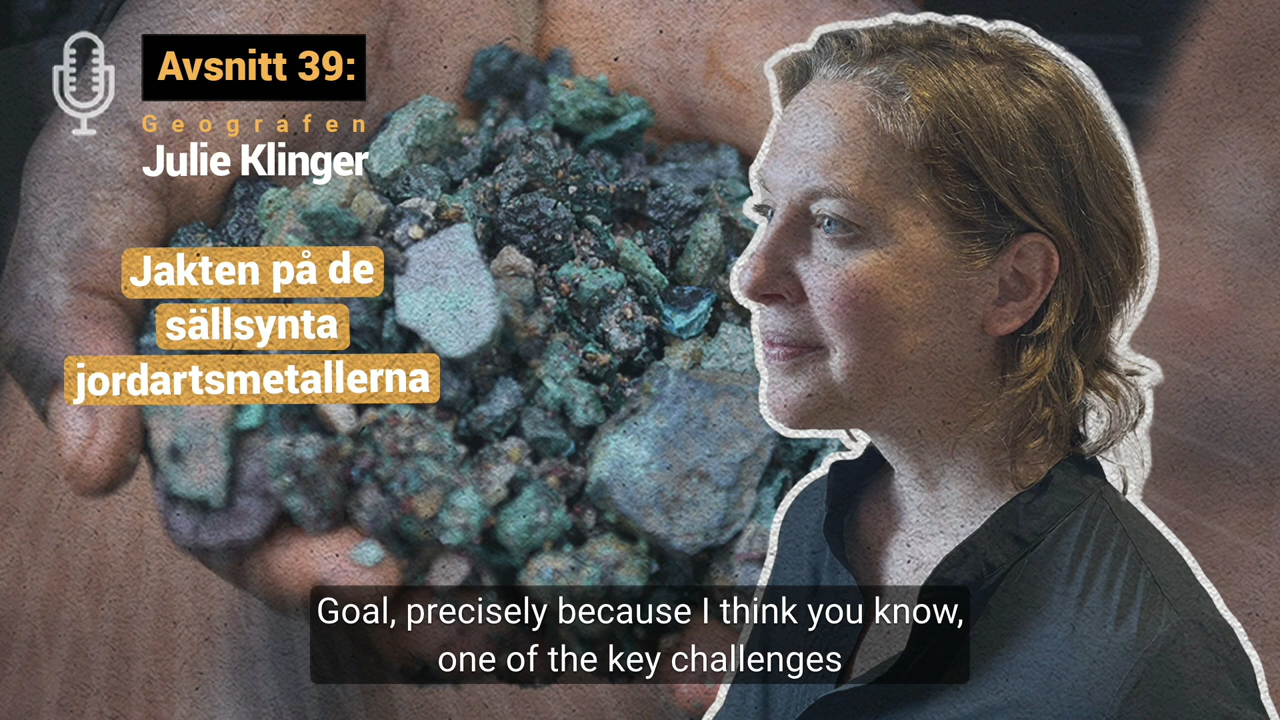 Avsnitt 39:
Geografen
Julie Klinger
Jakten på de
sällsynta
jordartsmetallerna
Goal, precisely because I think you know,
one of the key challenges